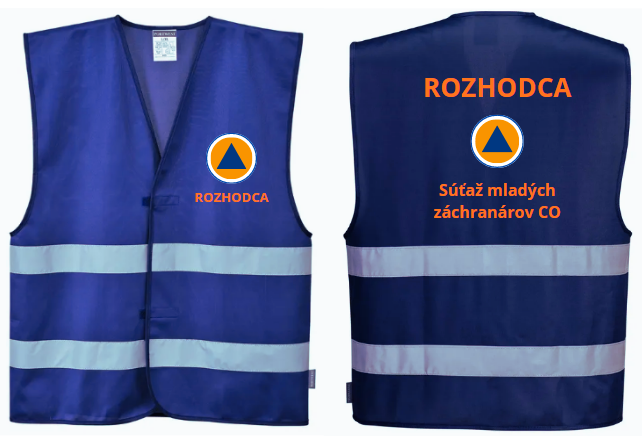 ROZHODCA
ROZHODCA
Súťaž mladých
záchranárov CO